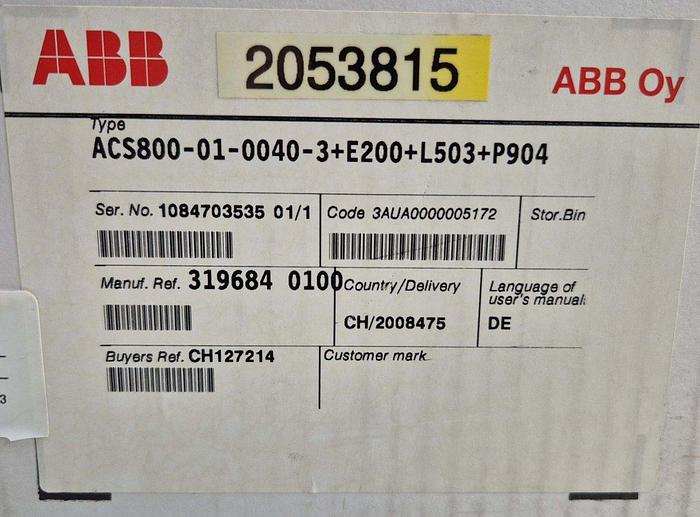 ABB 2053815 ABB Oy
Type
ACS800-01-0040-3+E200+L503+P904
Ser. No. 1084703535 01/1 Code 3AUA0000005172 Stor.Bin
Manuf. Ref. 319684 0100 Country/Delivery Language of
user's manual:
CH/2008475 DE
Buyers Ref. CH127214 Customer mark
3